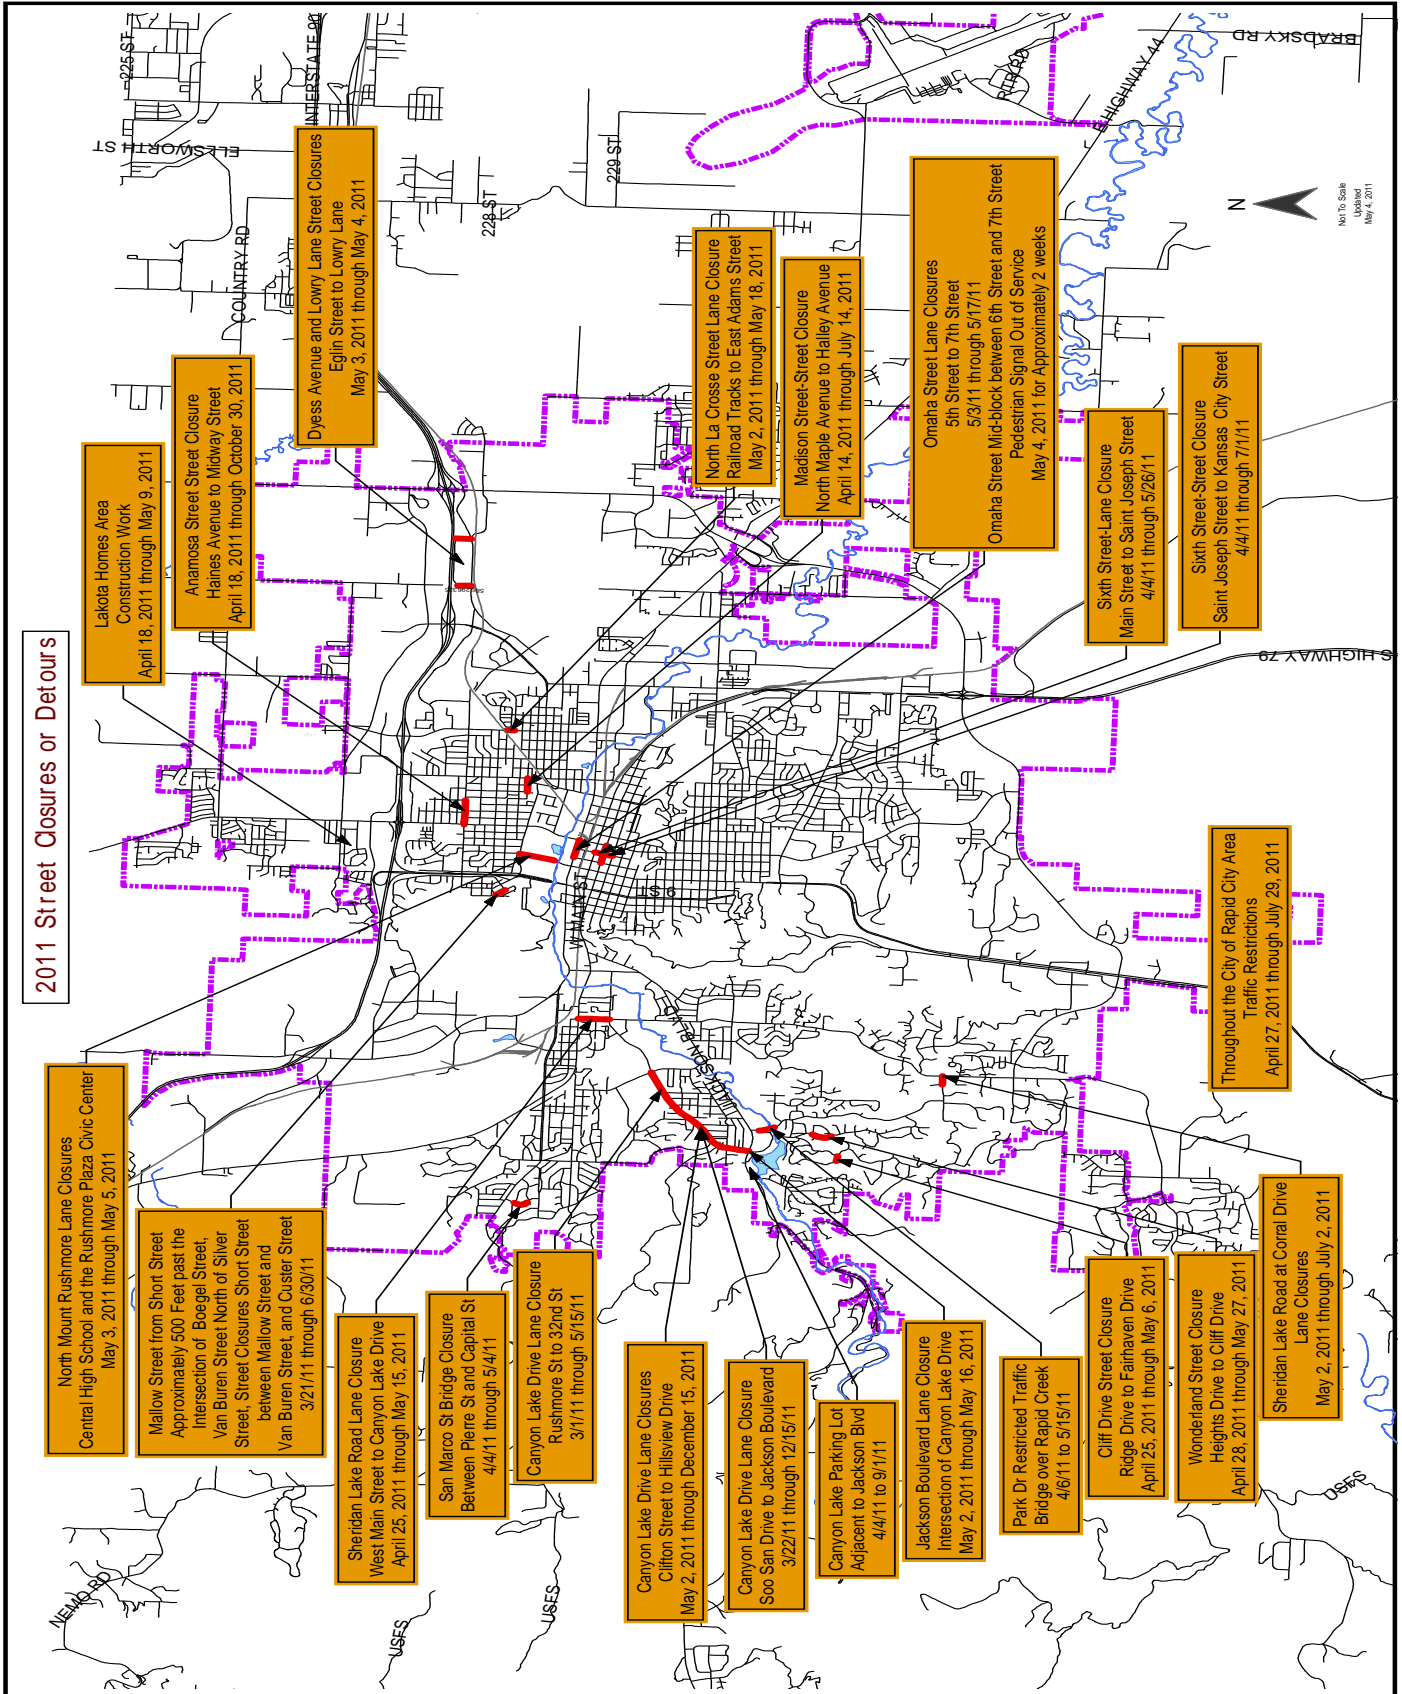 2011 Street Closures or Detours
Lakota Homes Area
Construction Work
April 18, 2011 through May 9, 2011
Anamosa Street Street Closure
Haines Avenue to Midway Street
April 18, 2011 through October 30, 2011
Dyess Avenue and Lowry Lane Street Closures
Eglin Street to Lowry Lane
May 3, 2011 through May 4, 2011
North La Crosse Street Lane Closure
Railroad Tracks to East Adams Street
May 2, 2011 through May 18, 2011
Madison Street-Street Closure
North Maple Avenue to Halley Avenue
April 14, 2011 through July 14, 2011
Omaha Street Lane Closures
5th Street to 7th Street
5/3/11 through 5/17/11
Omaha Street Mid-block between 6th Street and 7th Street
Pedestrian Signal Out of Service
May 4, 2011 for Approximately 2 weeks
Sixth Street-Lane Closure
Main Street to Saint Joseph Street
4/4/11 through 5/26/11
Sixth Street-Street Closure
Saint Joseph Street to Kansas City Street
4/4/11 through 7/1/11
Throughout the City of Rapid City Area
Traffic Restrictions
April 27, 2011 through July 29, 2011
North Mount Rushmore Lane Closures
Central High School and the Rushmore Plaza Civic Center
May 3, 2011 through May 5, 2011
Mallow Street from Short Street
Approximately 500 Feet past the
Intersection of Boegel Street,
Van Buren Street North of Silver
Street, Street Closures Short Street
between Mallow Street and
Van Buren Street, and Custer Street
3/21/11 through 6/30/11
Sheridan Lake Road Lane Closure
West Main Street to Canyon Lake Drive
April 25, 2011 through May 15, 2011
San Marco St Bridge Closure
Between Pierre St and Capital St
4/4/11 through 5/4/11
Canyon Lake Drive Lane Closure
Rushmore St to 32nd St
3/1/11 through 5/15/11
Canyon Lake Drive Lane Closures
Clifton Street to Hillsview Drive
May 2, 2011 through December 15, 2011
Canyon Lake Drive Lane Closure
Soo San Drive to Jackson Boulevard
3/22/11 through 12/15/11
Canyon Lake Parking Lot
Adjacent to Jackson Blvd
4/4/11 to 9/1/11
Jackson Boulevard Lane Closure
Intersection of Canyon Lake Drive
May 2, 2011 through May 16, 2011
Park Dr Restricted Traffic
Bridge over Rapid Creek
4/6/11 to 5/15/11
Cliff Drive Street Closure
Ridge Drive to Fairhaven Drive
April 25, 2011 through May 6, 2011
Wonderland Street Closure
Heights Drive to Cliff Drive
April 28, 2011 through May 27, 2011
Sheridan Lake Road at Corral Drive
Lane Closures
May 2, 2011 through July 2, 2011
225 ST
INTERSTATE 90
ELLSWORTH ST
COUNTRY RD
228 ST
229 ST
E HIGHWAY 44
BRADSKY RD
S HIGHWAY 79
W MAIN ST
9 ST
JACKSON BLVD
NEMO RD
USFS
USFS
USFS
N
Not To Scale
Updated
May 4, 2011